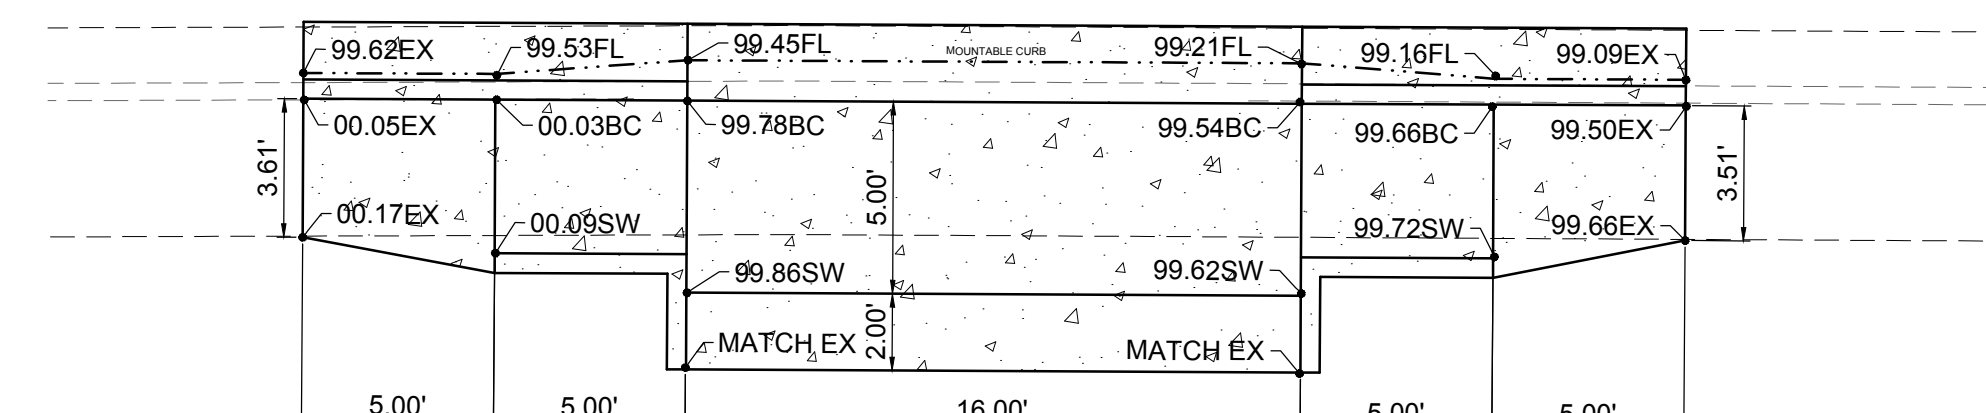 99.62EX
99.53FL
99.45FL
MOUNTABLE CURB
99.21FL
99.16FL
99.09EX
00.05EX
00.03BC
99.78BC
99.54BC
99.66BC
99.50EX
3.61'
5.00'
3.51'
00.17EX
00.09SW
99.72SW
99.66EX
99.86SW
99.62SW
MATCH EX
2.00'
MATCH EX
5.00'
5.00'
16.00'
5.00'
5.00'